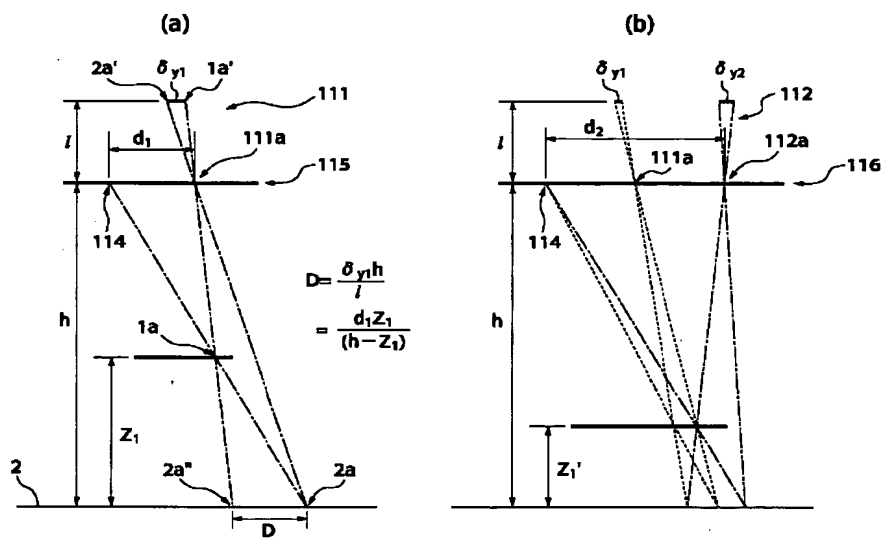 (a)
2a'
δy1
1a'
111
l
d₁
111a
115
114
D= δy1h / l
= d₁Z₁ / (h−Z₁)
h
1a
Z₁
2
2a"
2a
D
(b)
δy1
δy2
112
l
d₂
111a
112a
116
114
h
Z₁'